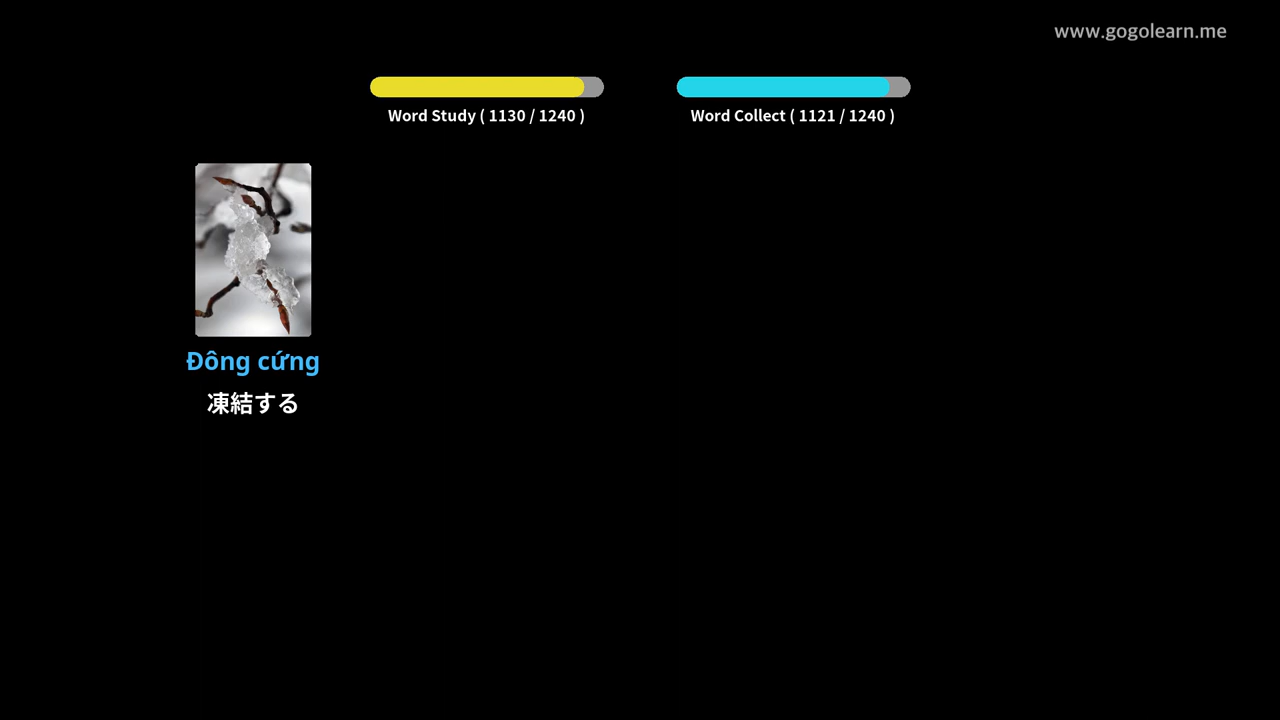 www.gogolearn.me
Word Study ( 1130 / 1240 )
Word Collect ( 1121 / 1240 )
Đông cứng
凍結する